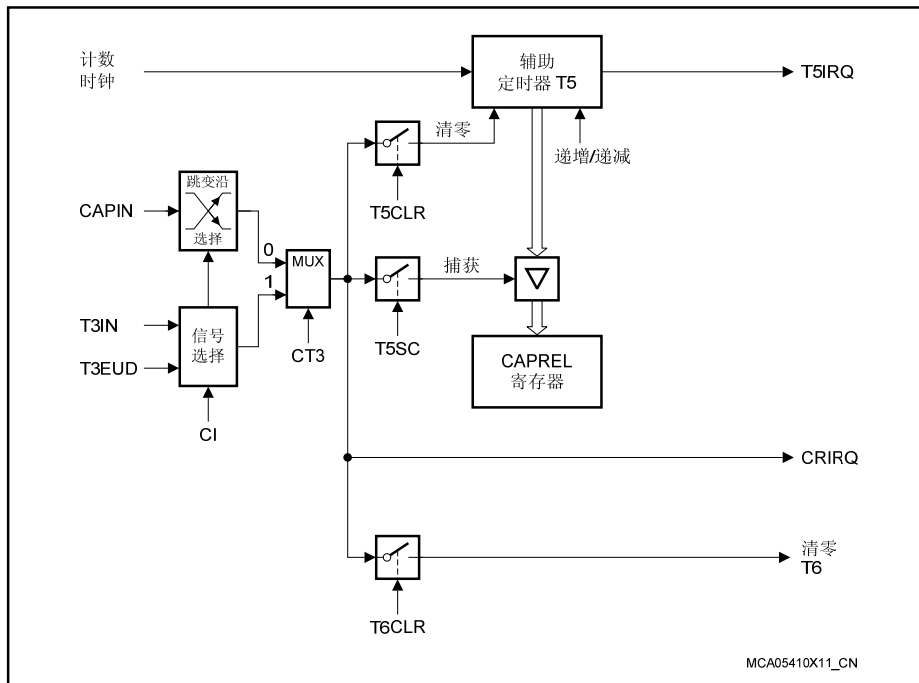 计数
时钟
辅助
定时器 T5
T5IRQ
清零
递增/递减
T5CLR
跳变沿
选择
CAPIN
0
1
MUX
捕获
T3IN
T3EUD
信号
选择
CT3
T5SC
CAPREL
寄存器
CI
CRIRQ
清零
T6
T6CLR
MCA05410X11_CN